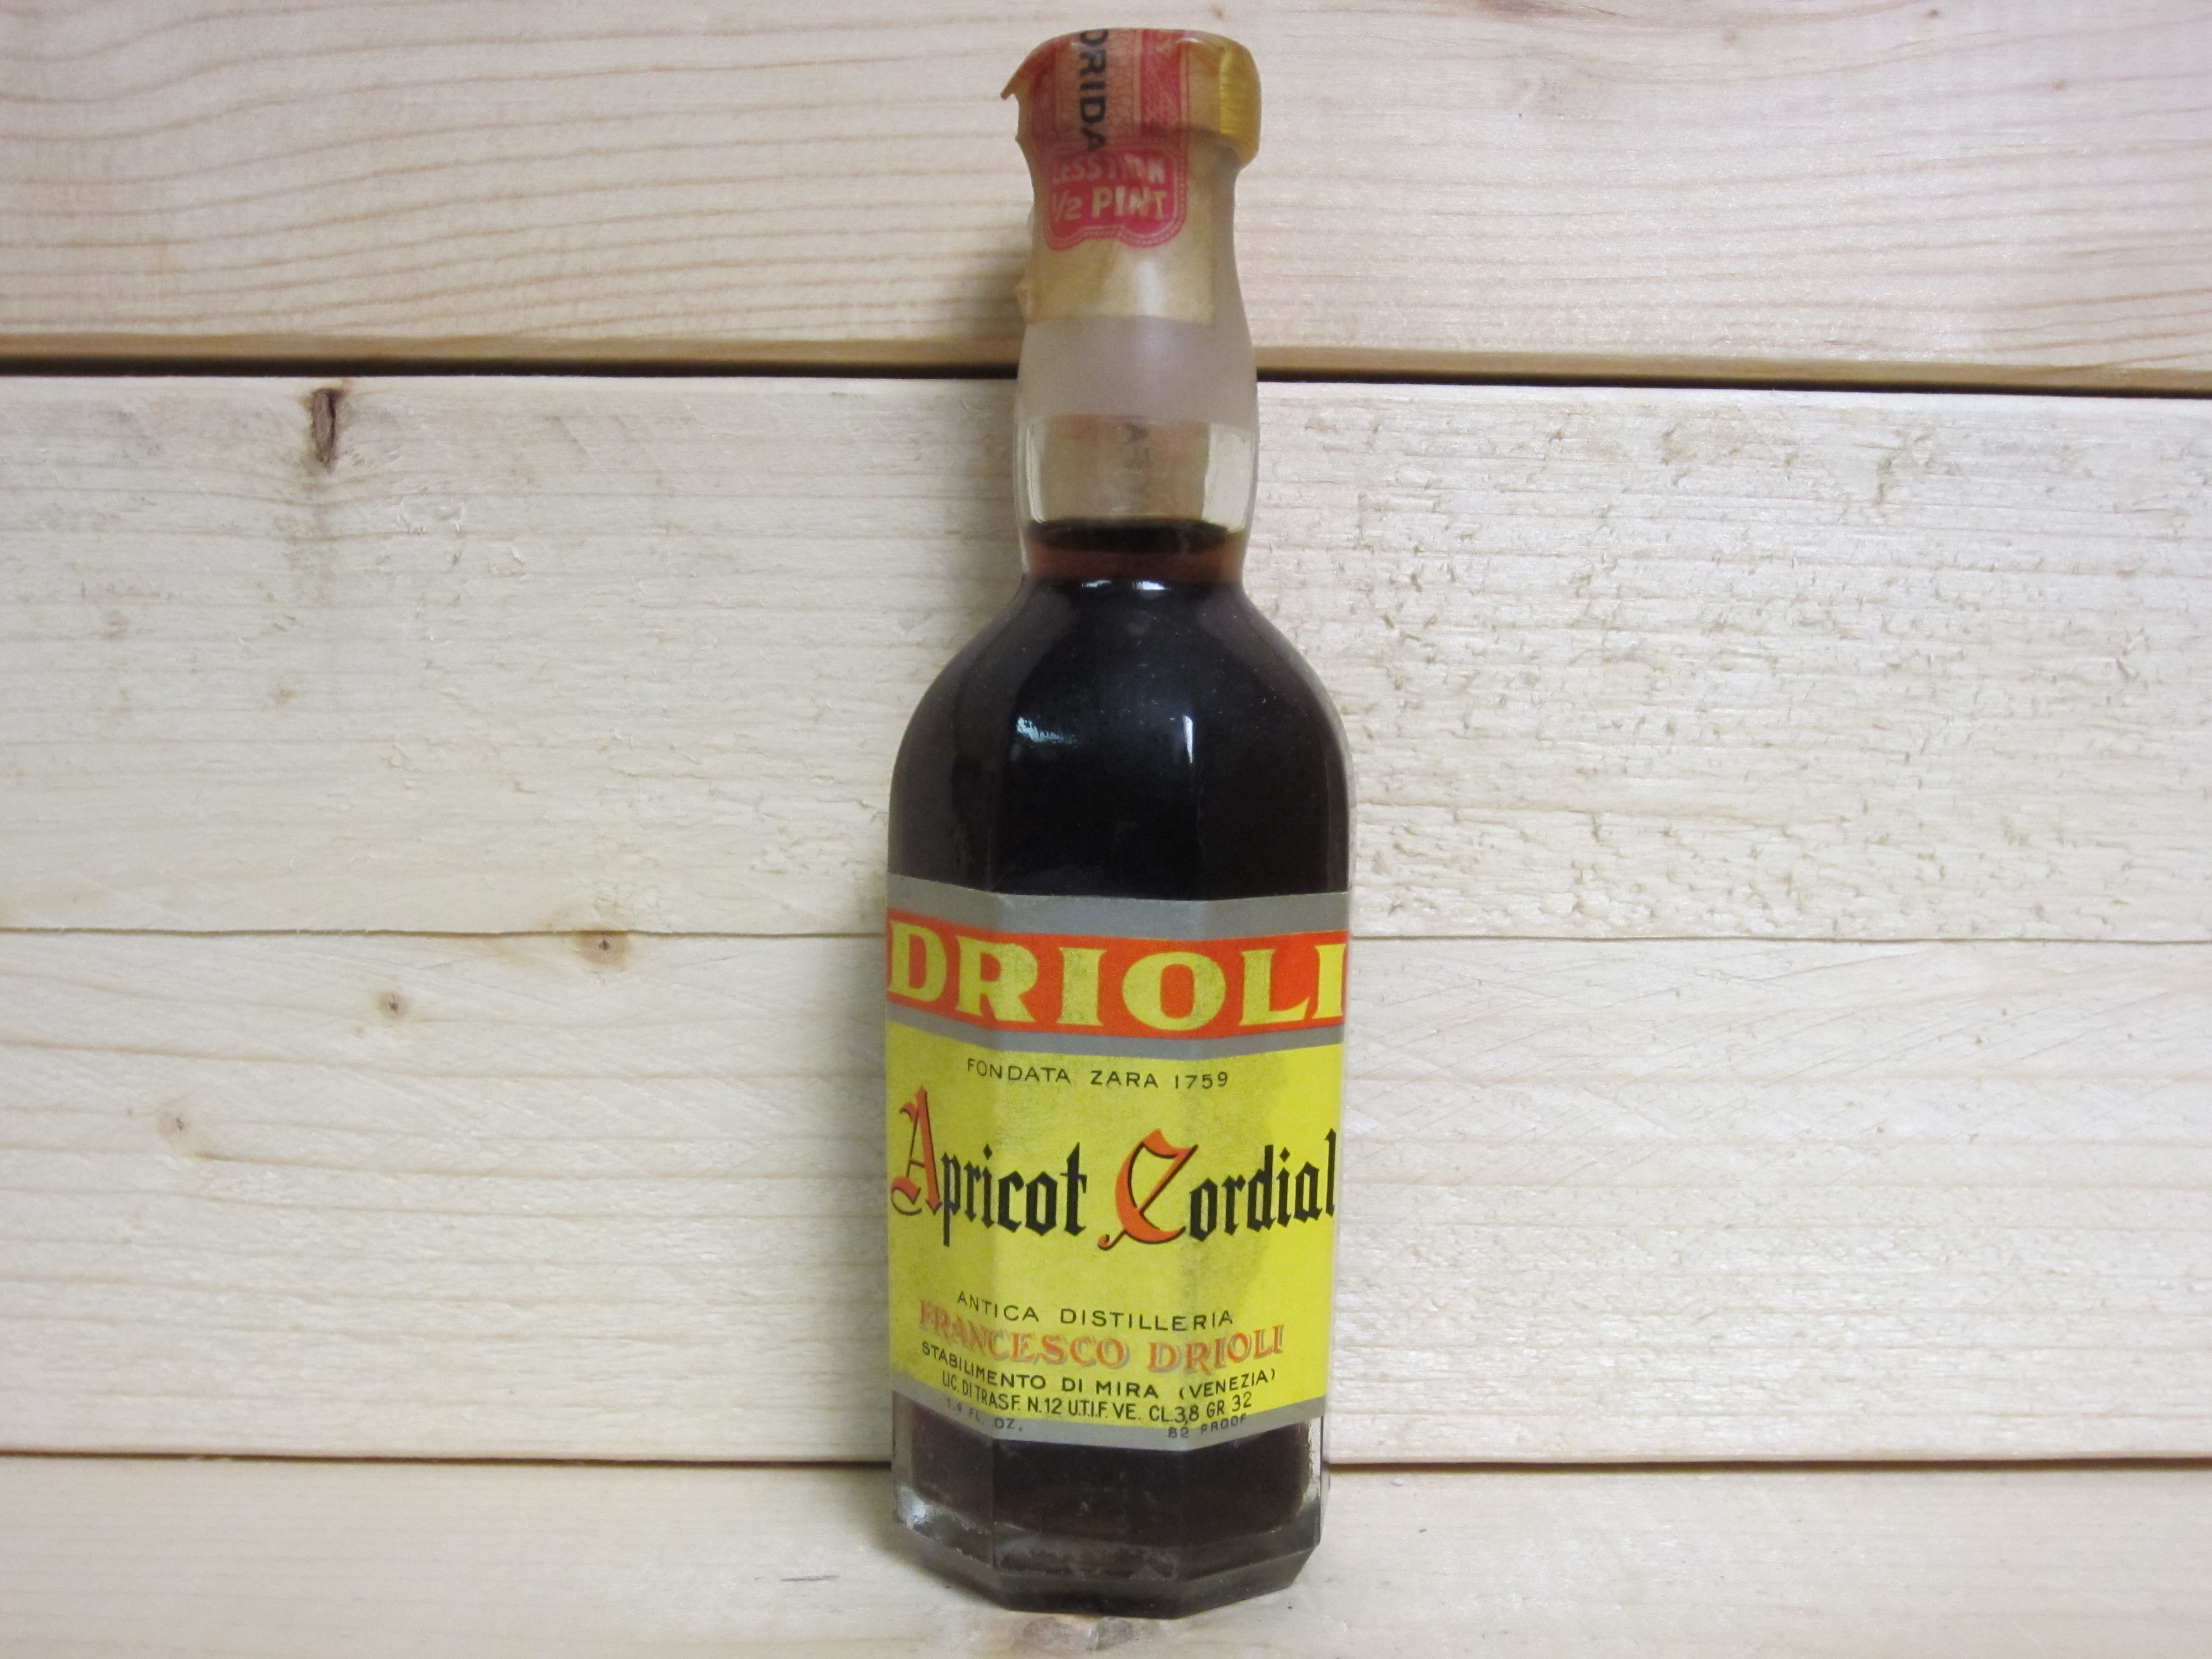 ORIDA
LESS THAN
1/2 PINT
DRIOLI
FONDATA ZARA 1759
Apricot Cordial
ANTICA DISTILLERIA
FRANCESCO DRIOLI
STABILIMENTO DI MIRA (VENEZIA)
LIC. DI TRASF. N.12 U.T.I.F. VE. CL.3,8 GR 32
1.4 FL. OZ. 82 PROOF